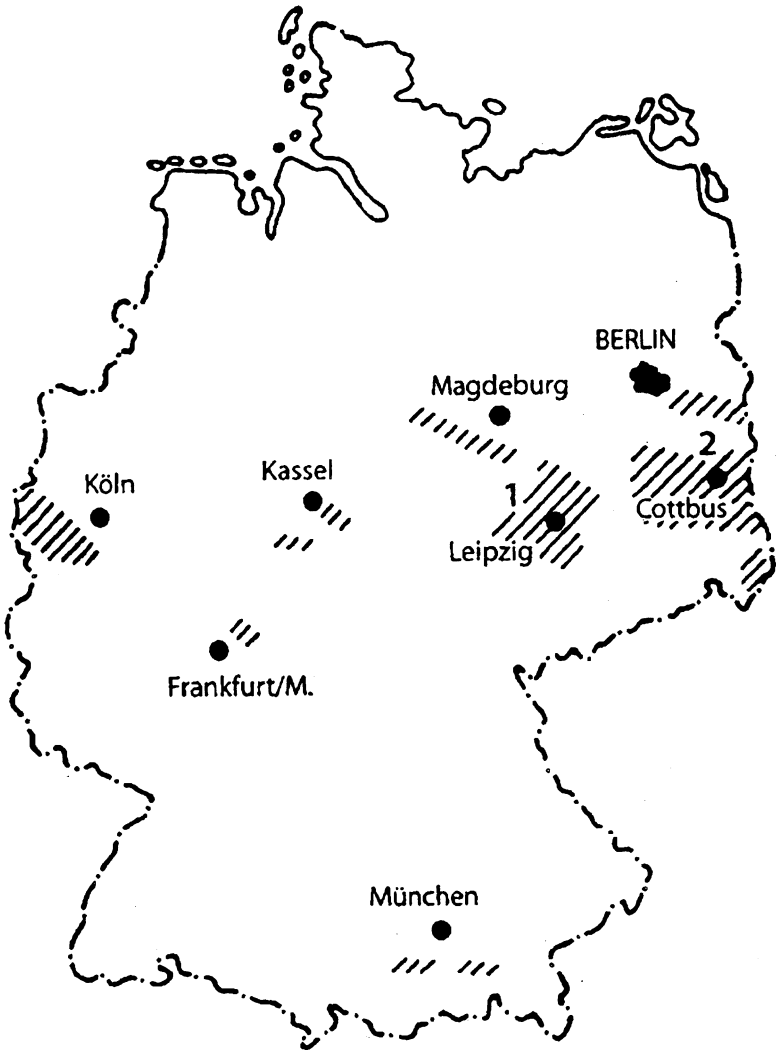 BERLIN
Magdeburg
2
Kassel
Köln
1
Cottbus
Leipzig
Frankfurt/M.
München